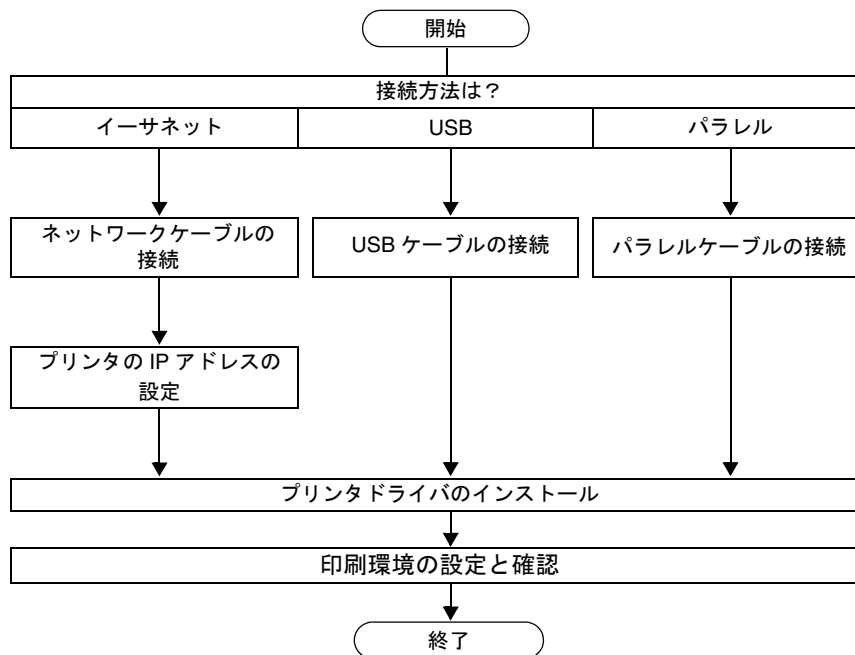 開始
接続方法は？
イーサネット
USB
パラレル
ネットワークケーブルの
接続
USB ケーブルの接続
パラレルケーブルの接続
プリンタの IP アドレスの
設定
プリンタドライバのインストール
印刷環境の設定と確認
終了